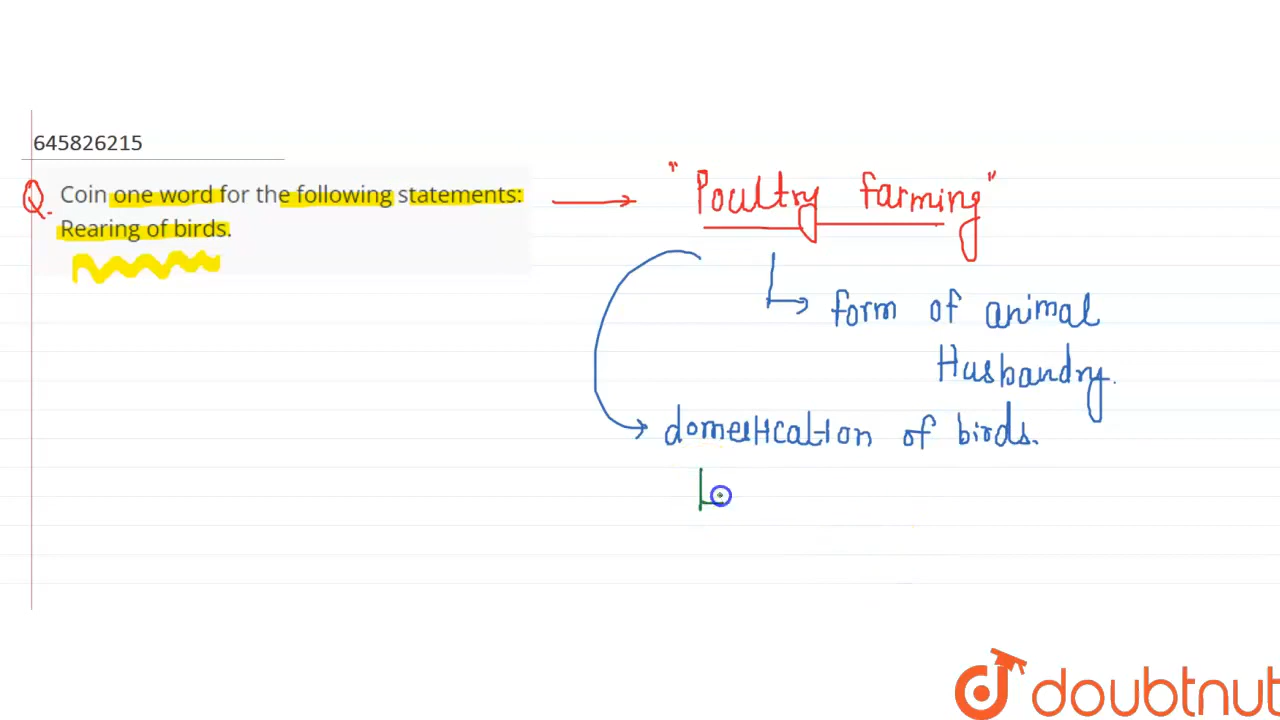 645826215
Q. Coin one word for the following statements:
Rearing of birds.
"Poultry farming"
form of animal
Husbandry.
domestication of birds.
doubtnut